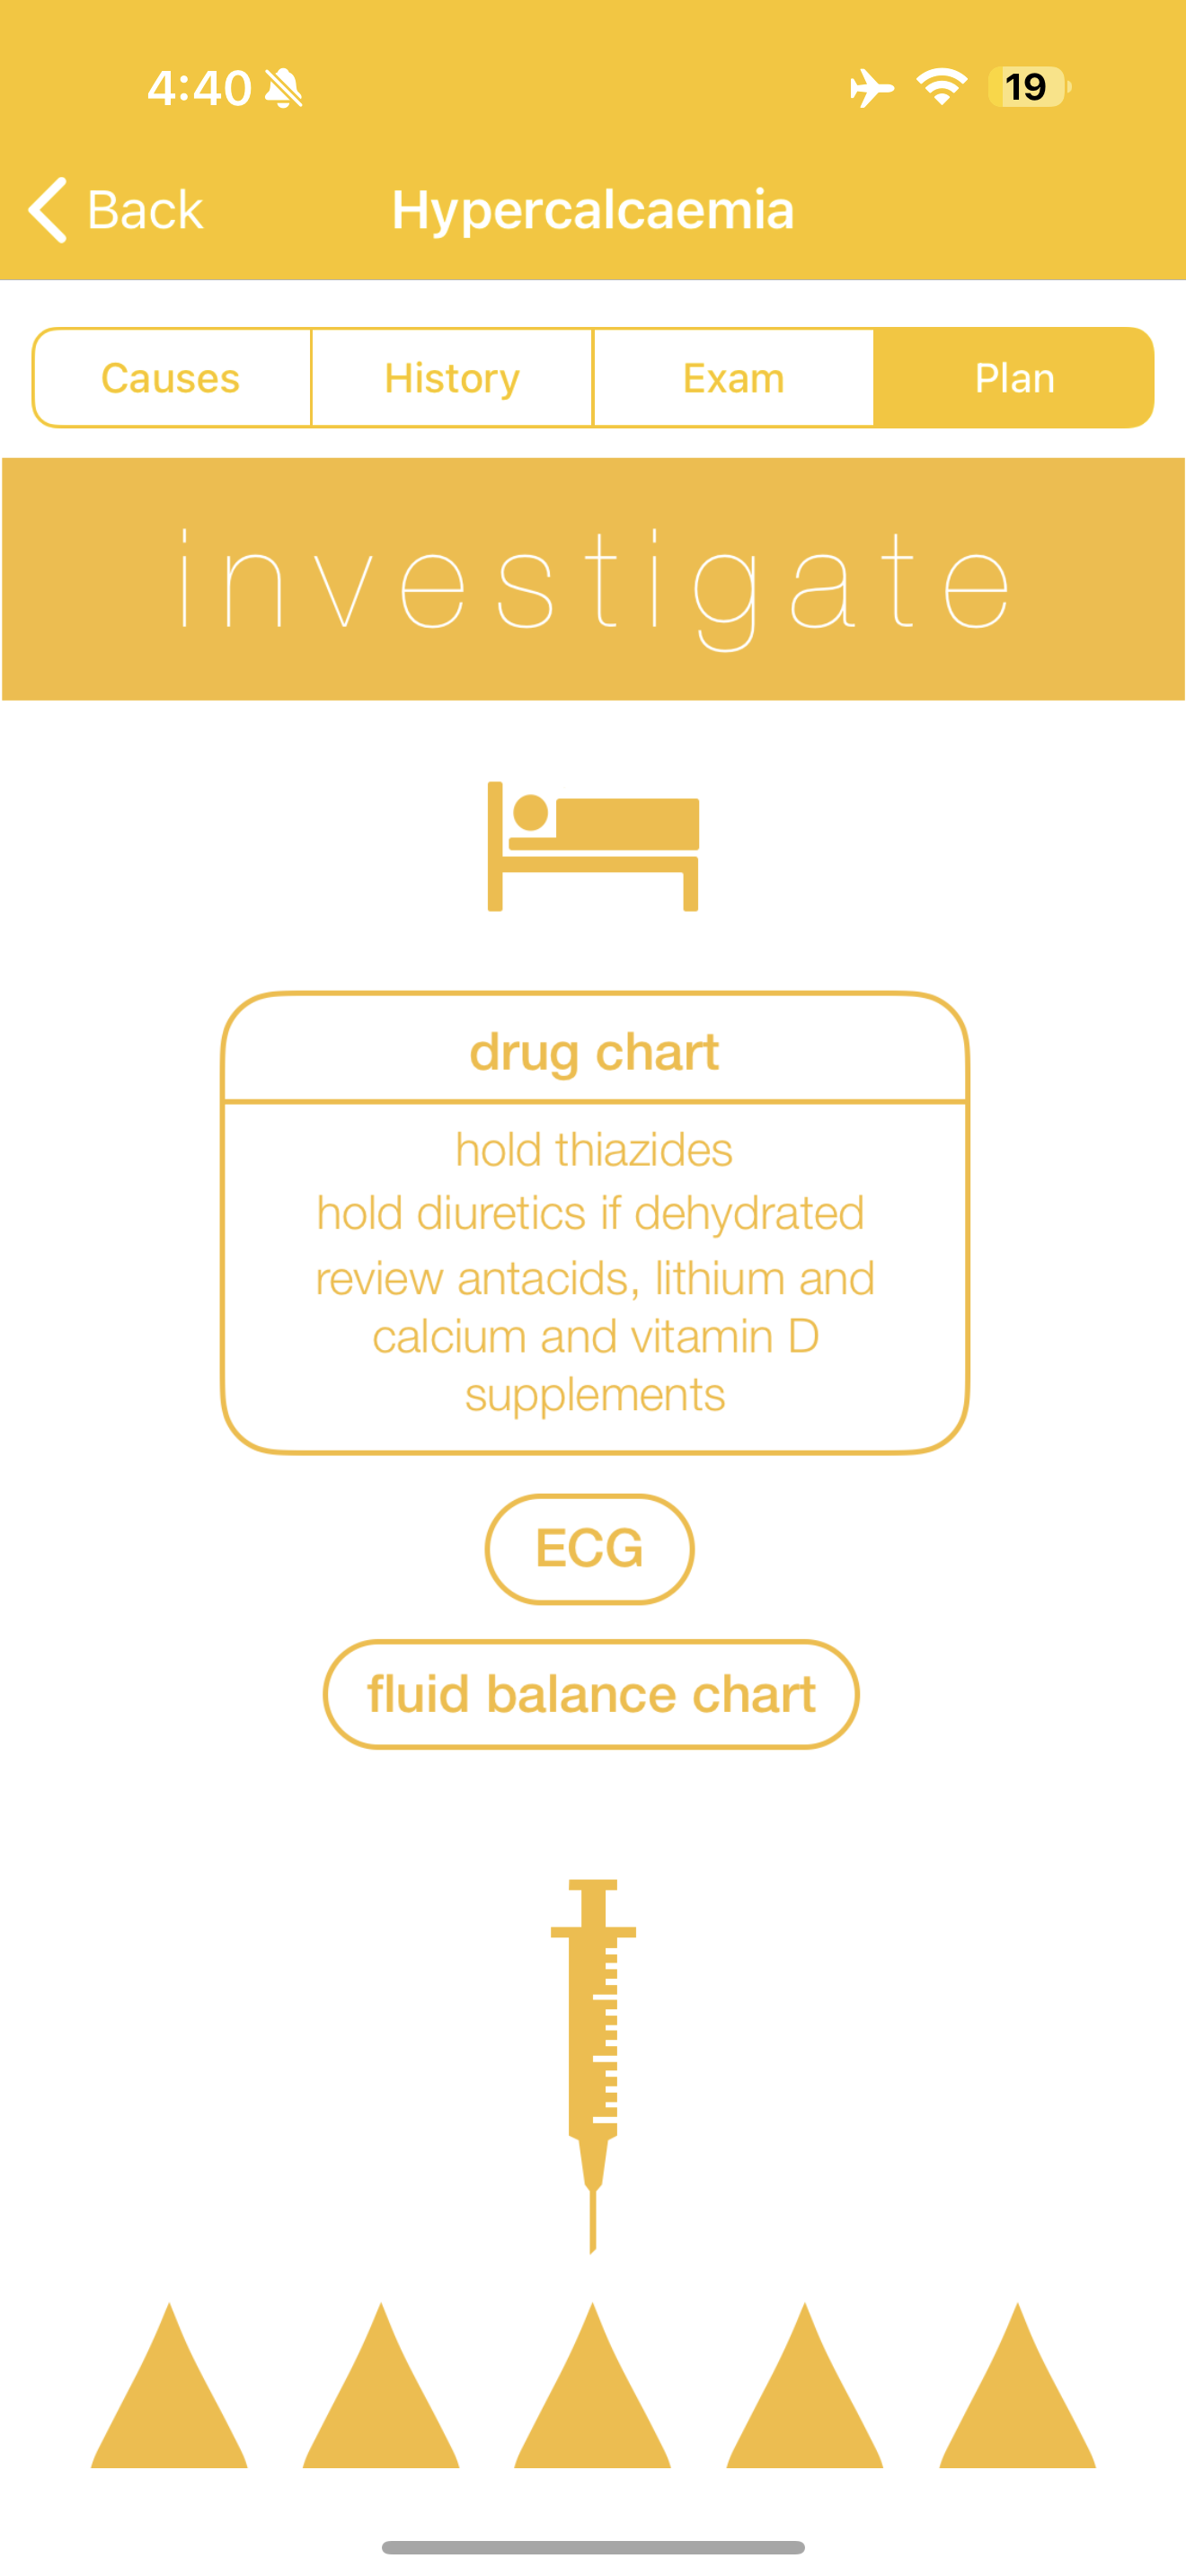 4:40
19
Back
Hypercalcaemia
Causes
History
Exam
Plan
investigate
drug chart
hold thiazides
hold diuretics if dehydrated
review antacids, lithium and
calcium and vitamin D
supplements
ECG
fluid balance chart